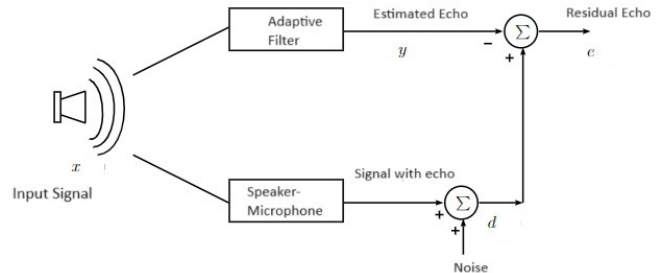 Adaptive
Filter
Estimated Echo
y
Σ
−
+
Residual Echo
e
x
Input Signal
Speaker-
Microphone
Signal with echo
Σ
+
+
d
Noise